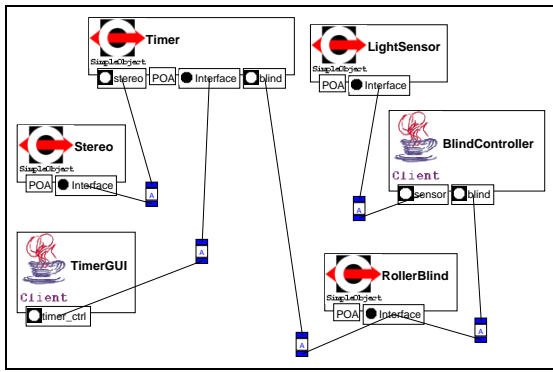 Timer
SimpleObject
stereo POA Interface blind
LightSensor
SimpleObject
POA Interface
Stereo
SimpleObject
POA Interface
BlindController
Client
sensor blind
A
A
TimerGUI
Client
timer_ctrl
A
RollerBlind
SimpleObject
POA Interface
A
A